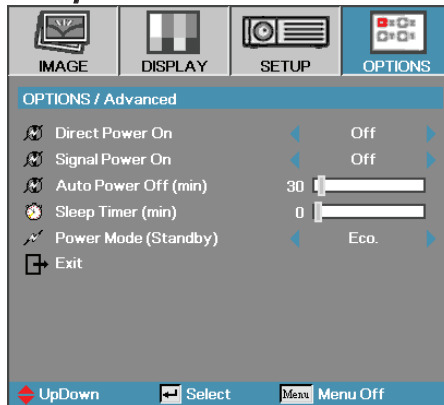 IMAGE DISPLAY SETUP OPTIONS
OPTIONS / Advanced
Direct Power On Off
Signal Power On Off
Auto Power Off (min) 30
Sleep Timer (min) 0
Power Mode (Standby) Eco.
Exit
UpDown Select Menu Menu Off